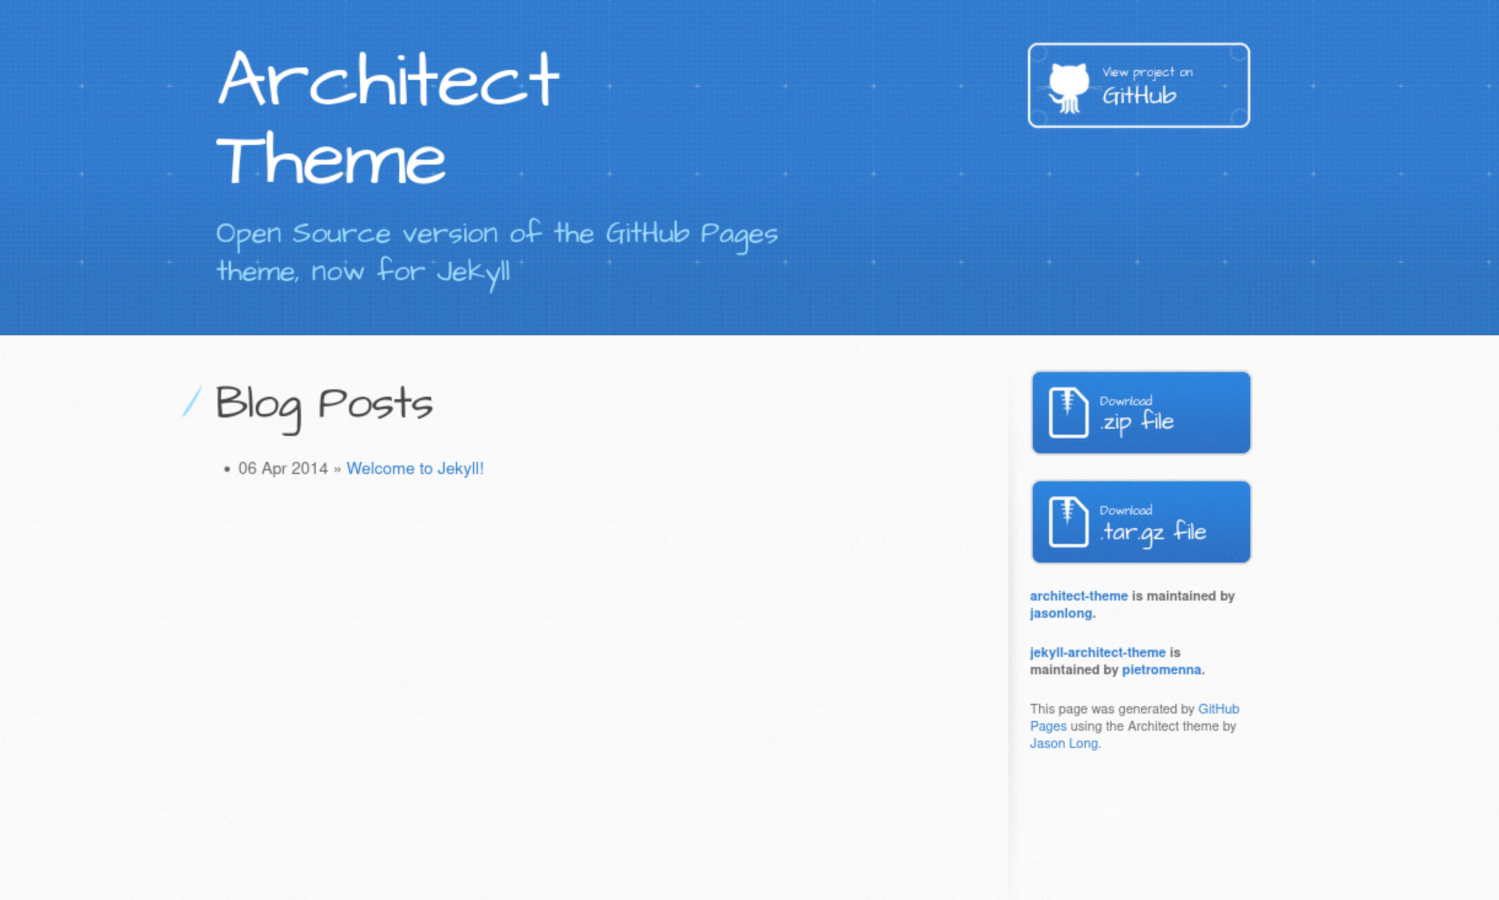 Architect
Theme
Open Source version of the GitHub Pages
theme, now for Jekyll
View project on
GitHub
Blog Posts
• 06 Apr 2014 » Welcome to Jekyll!
Download
.zip file
Download
.tar.gz file
architect-theme is maintained by
jasonlong.
jekyll-architect-theme is
maintained by pietromenna.
This page was generated by GitHub
Pages using the Architect theme by
Jason Long.